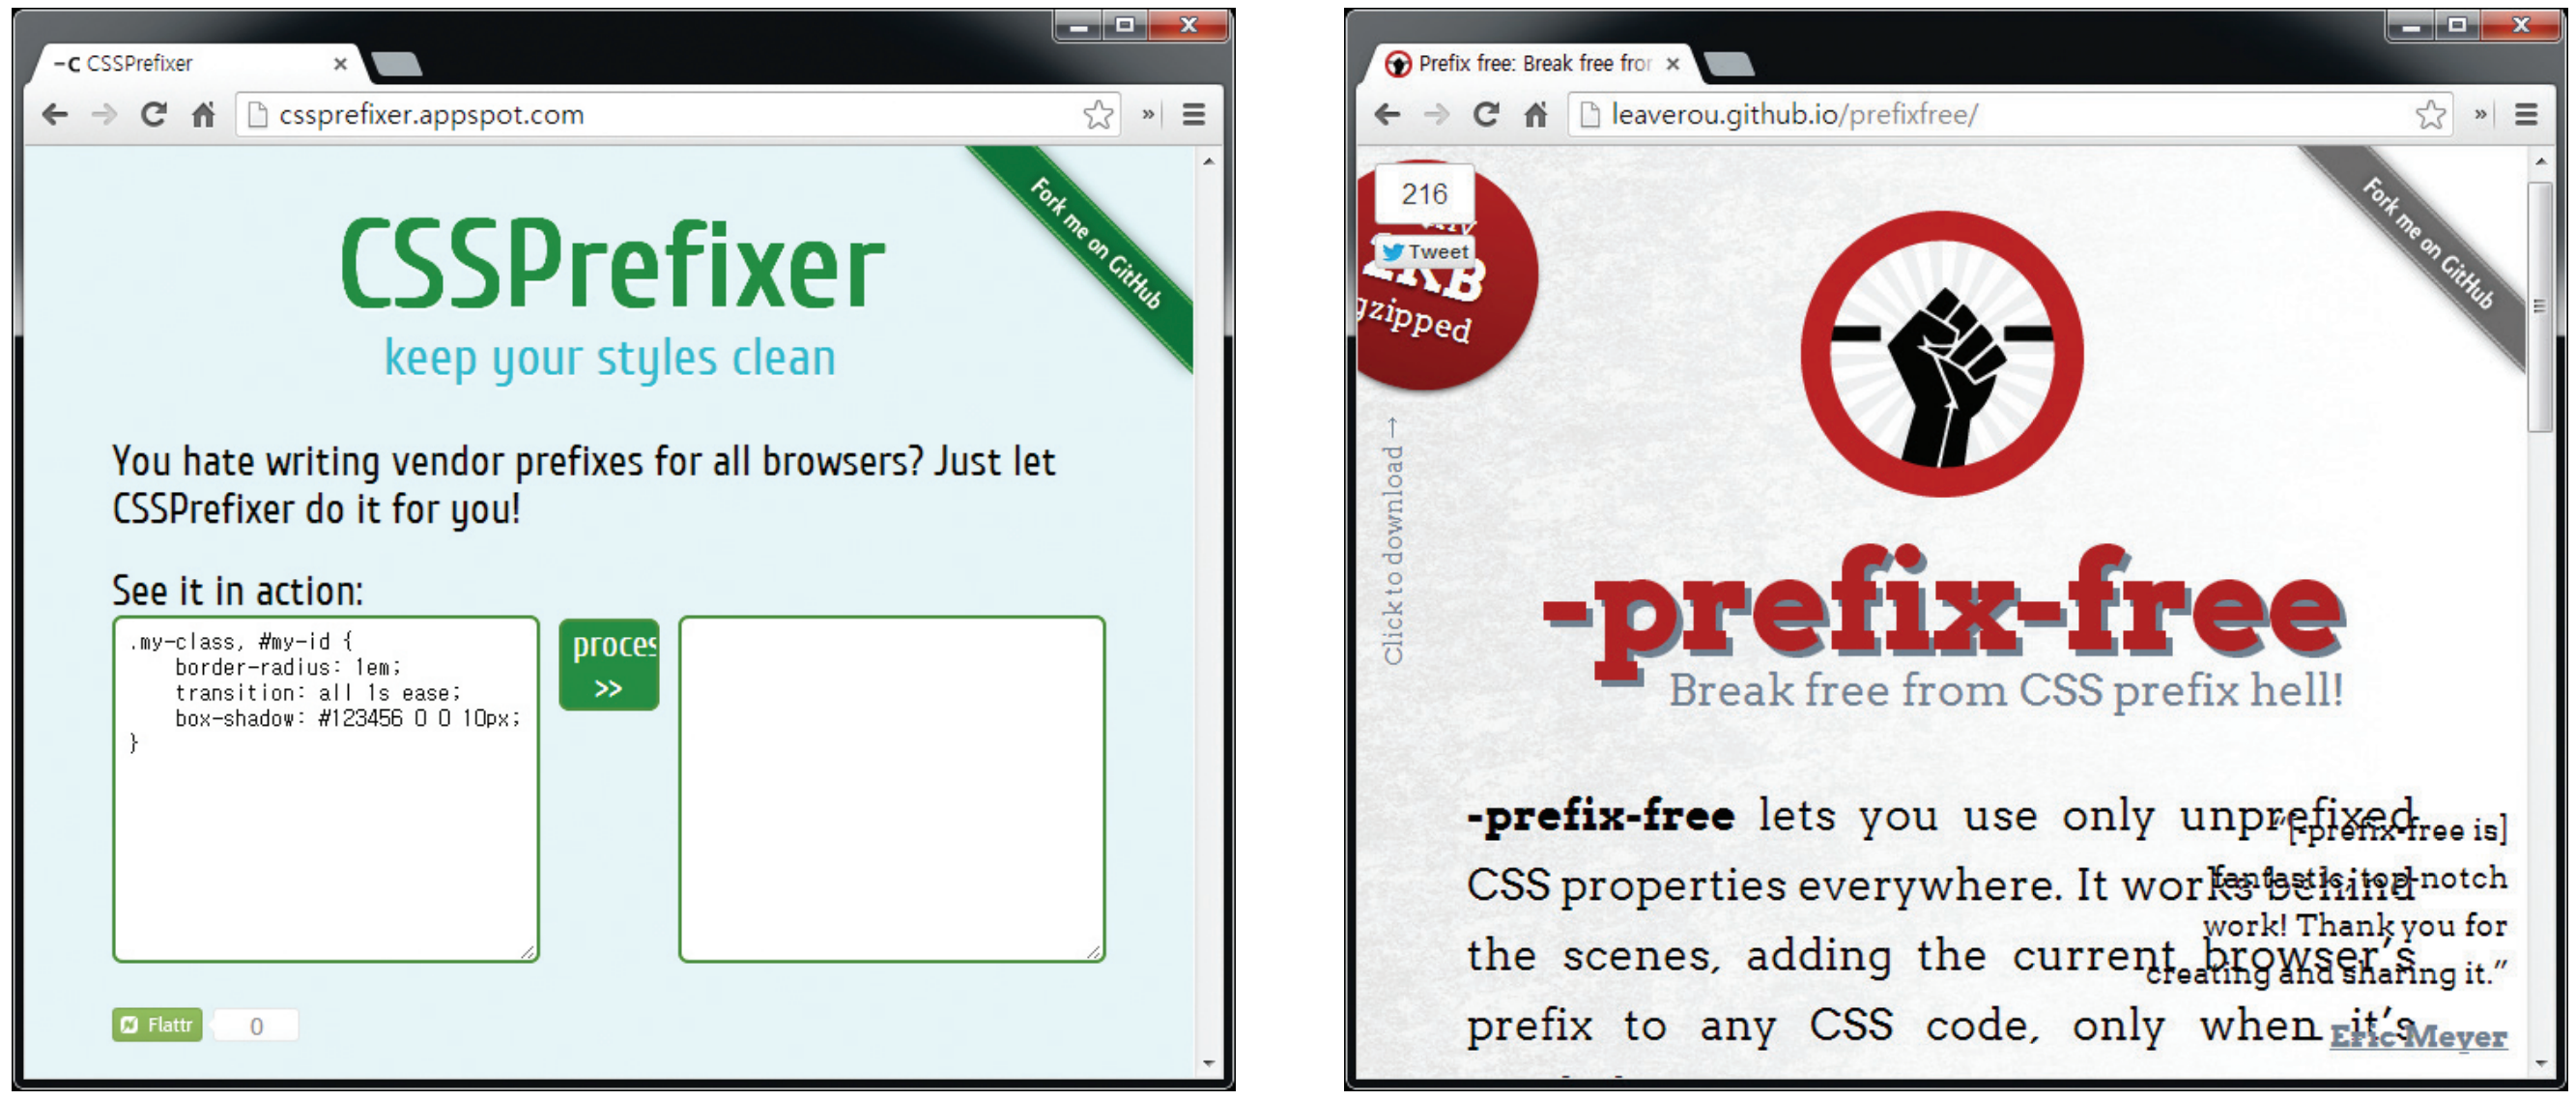 -c CSSPrefixer
cssprefixer.appspot.com
Fork me on GitHub
CSSPrefixer
keep your styles clean
You hate writing vendor prefixes for all browsers? Just let
CSSPrefixer do it for you!
See it in action:
.my-class, #my-id {
border-radius: 1em;
transition: all 1s ease;
box-shadow: #123456 0 0 10px;
}
proces
>>
Flattr
0
Prefix free: Break free fror
leaverou.github.io/prefixfree/
216
Tweet
KB
gzipped
Fork me on GitHub
Click to download →
-prefix-free
Break free from CSS prefix hell!
-prefix-free lets you use only unprefixed
CSS properties everywhere. It works behind
the scenes, adding the current browser's
prefix to any CSS code, only when it's
"[-prefix-free is]
fantastic, top-notch
work! Thank you for
creating and sharing it."
Eric Meyer